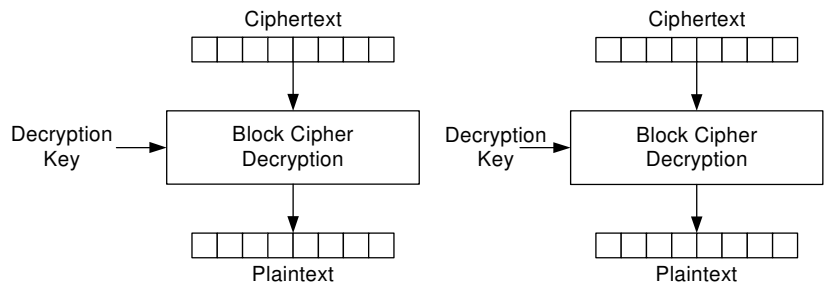 Ciphertext
Ciphertext
Decryption
Key
Block Cipher
Decryption
Decryption
Key
Block Cipher
Decryption
Plaintext
Plaintext